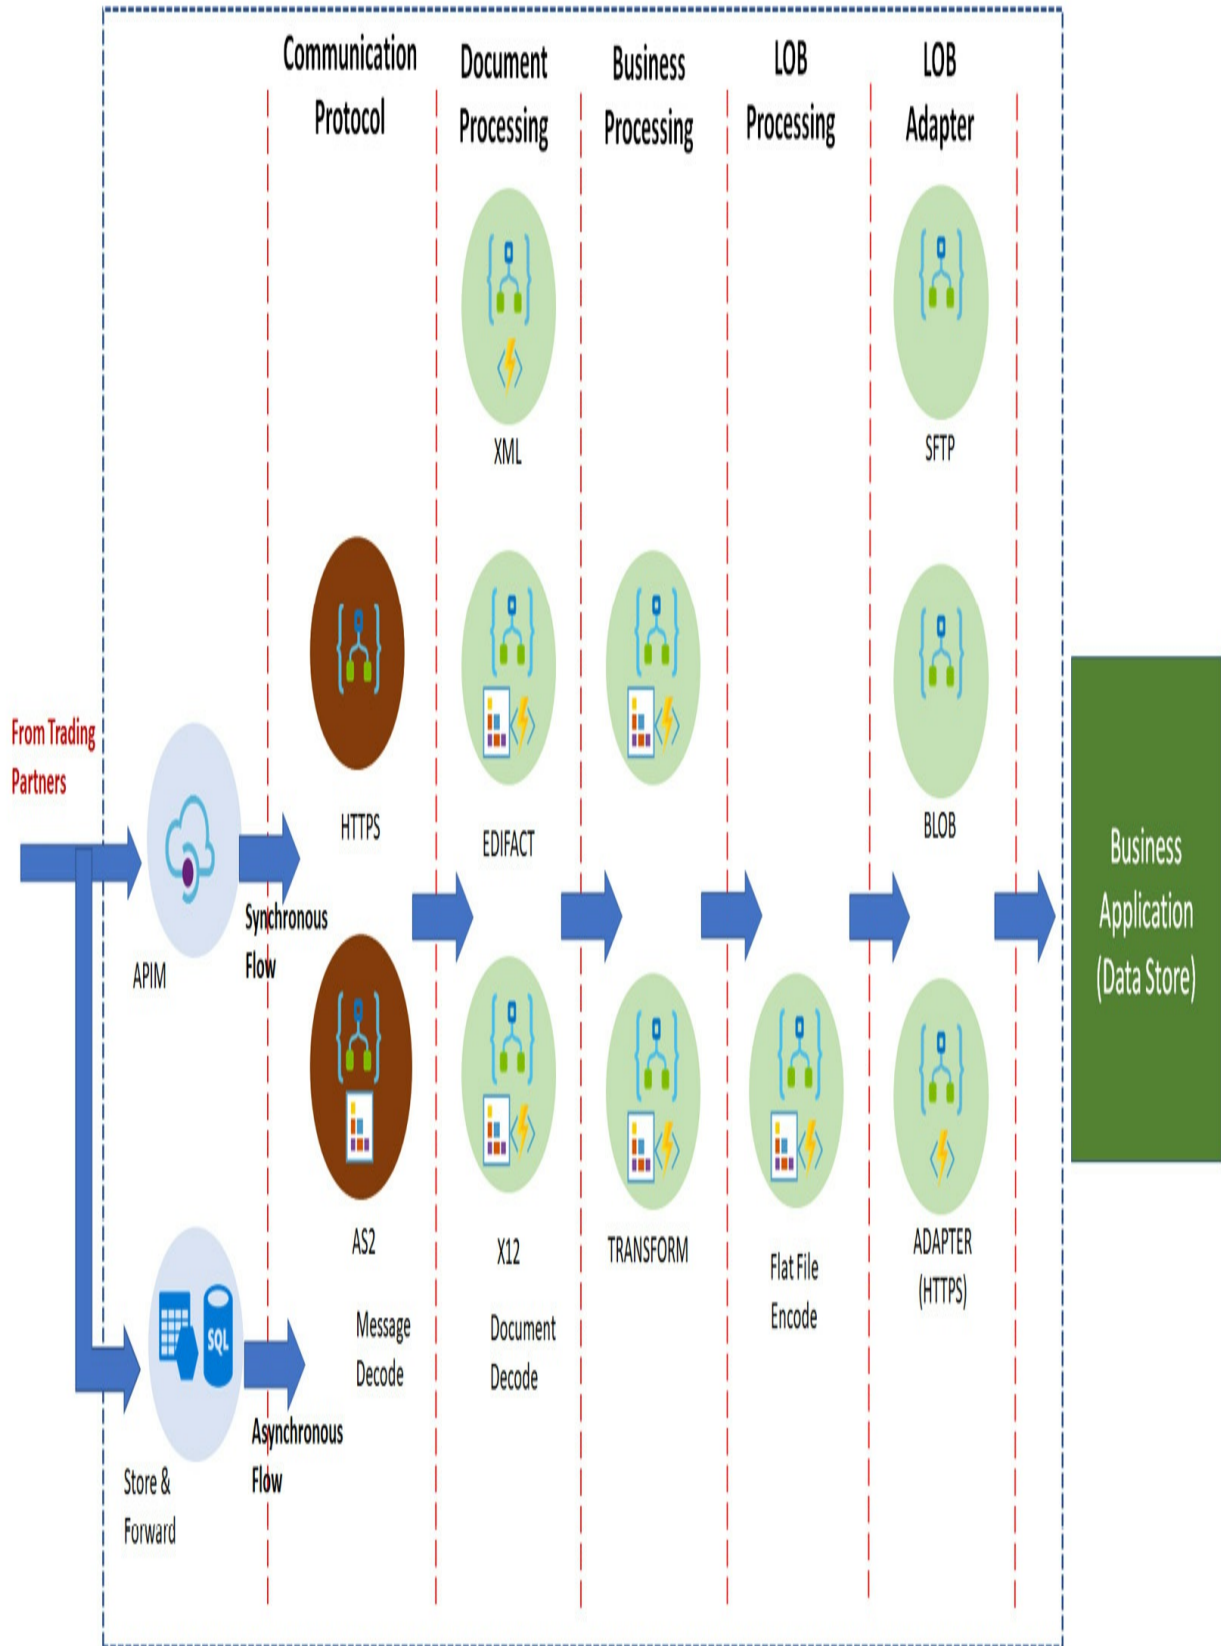 Communication
Protocol
Document
Processing
Business
Processing
LOB
Processing
LOB
Adapter
XML
SFTP
From Trading
Partners
HTTPS
EDIFACT
BLOB
Business
Application
(Data Store)
Synchronous
Flow
APIM
AS2
X12
TRANSFORM
Flat File
Encode
ADAPTER
(HTTPS)
Message
Decode
Document
Decode
SQL
Asynchronous
Flow
Store &
Forward